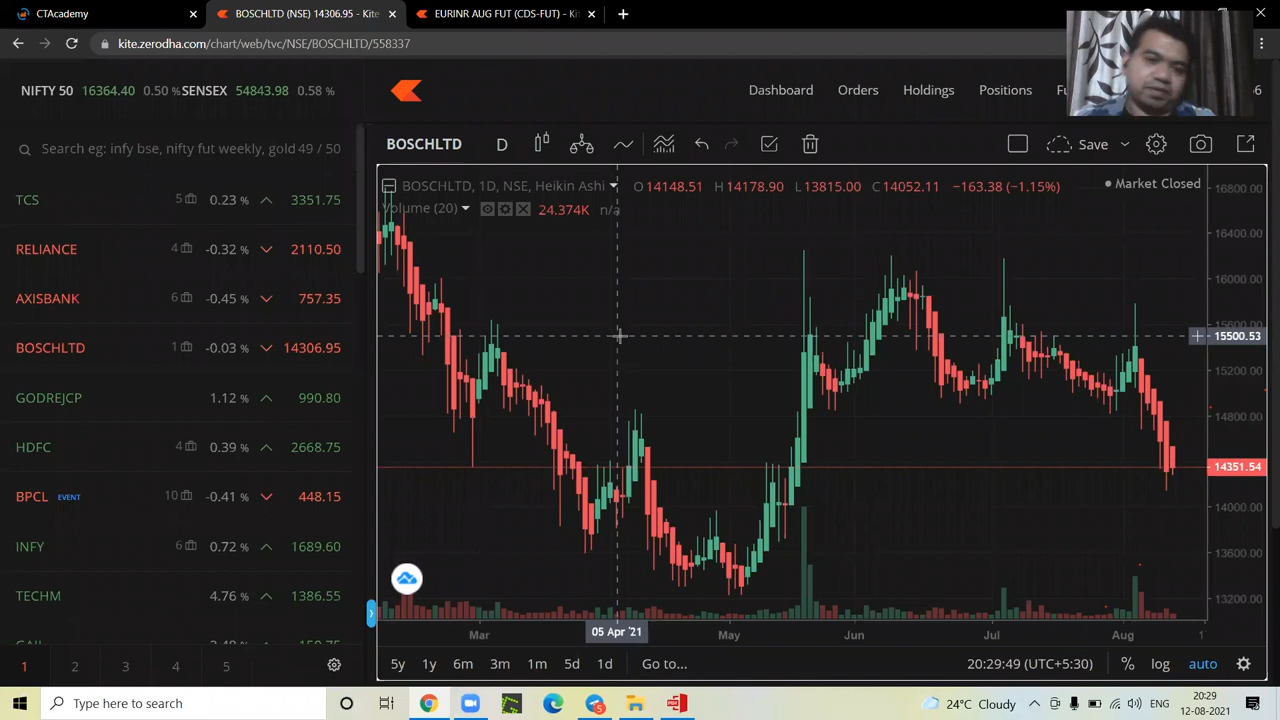 CTAcademy
BOSCHLTD (NSE) 14306.95 - Kite
EURINR AUG FUT (CDS-FUT) - Kit
kite.zerodha.com/chart/web/tvc/NSE/BOSCHLTD/558337
NIFTY 50 16364.40 0.50 % SENSEX 54843.98 0.58 %
Dashboard Orders Holdings Positions
Search eg: infy bse, nifty fut weekly, gold 49 / 50
TCS 5 0.23 % 3351.75
RELIANCE 4 -0.32 % 2110.50
AXISBANK 6 -0.45 % 757.35
BOSCHLTD 1 -0.03 % 14306.95
GODREJCP 1.12 % 990.80
HDFC 4 0.39 % 2668.75
BPCL EVENT 10 -0.41 % 448.15
INFY 6 0.72 % 1689.60
TECHM 4.76 % 1386.55
1 2 3 4 5
BOSCHLTD D Save
BOSCHLTD, 1D, NSE, Heikin Ashi O 14148.51 H 14178.90 L 13815.00 C 14052.11 -163.38 (-1.15%) Market Closed
Volume (20) 24.374K n/a
16800.00
16400.00
16000.00
15500.53
15200.00
14800.00
14351.54
14000.00
13600.00
13200.00
Mar 05 Apr '21 May Jun Jul Aug 1
5y 1y 6m 3m 1m 5d 1d Go to... 20:29:49 (UTC+5:30) % log auto
Type here to search
24°C Cloudy
20:29
12-08-2021